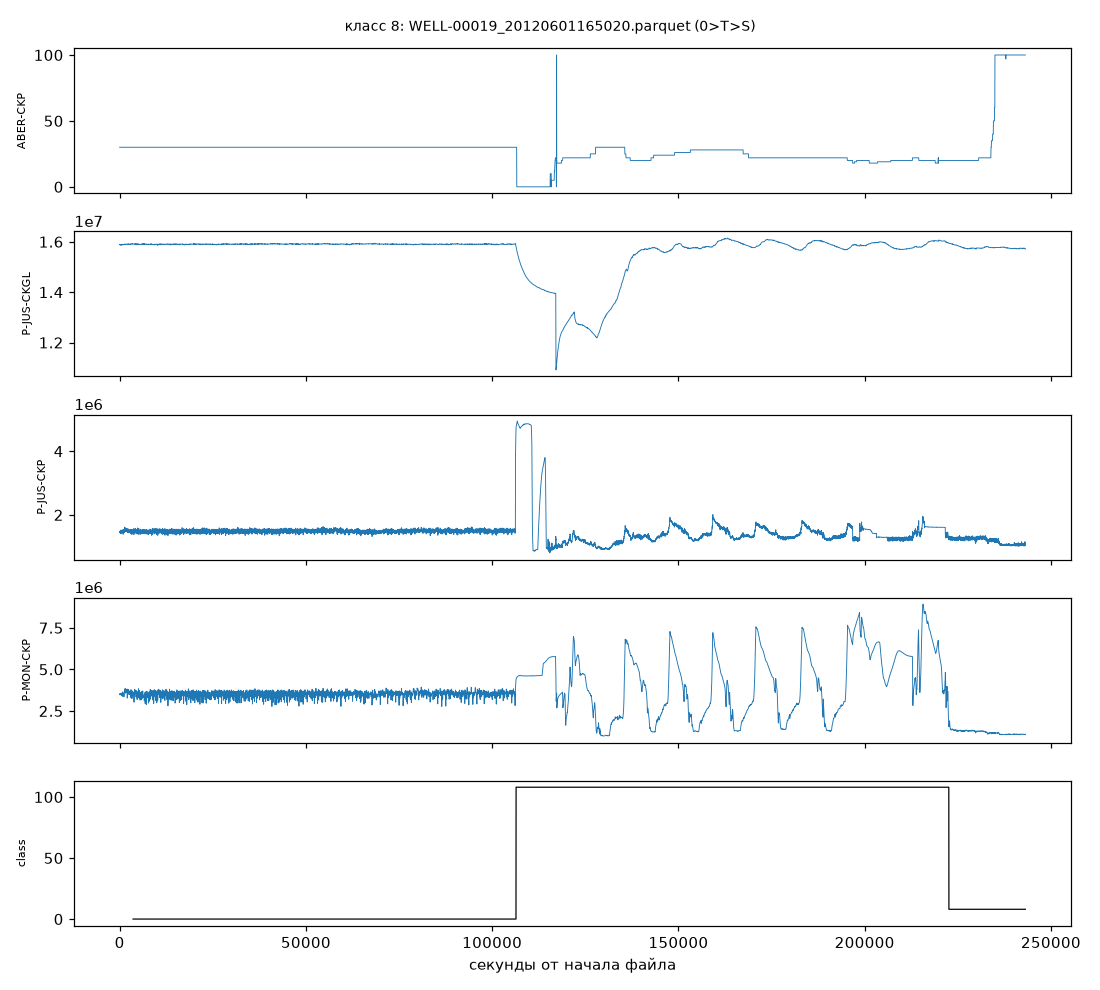 класс 8: WELL-00019_20120601165020.parquet (0>T>S)
100
50
0
ABER-CKP
1e7
1.6
1.4
1.2
P-JUS-CKGL
1e6
4
2
P-JUS-CKP
1e6
7.5
5.0
2.5
P-MON-CKP
100
50
0
class
0 50000 100000 150000 200000 250000
секунды от начала файла